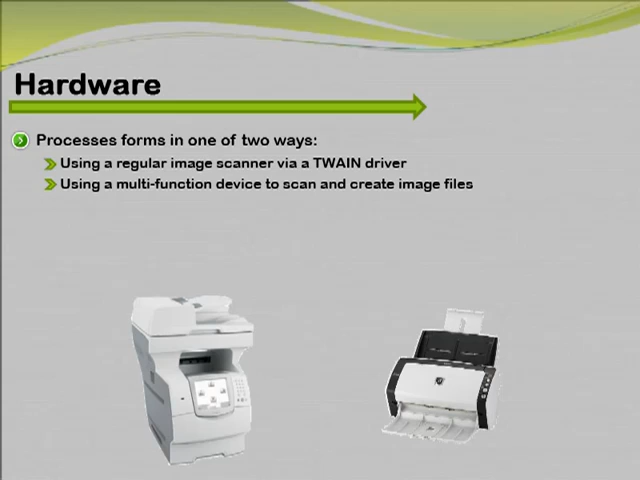 Hardware
Processes forms in one of two ways:
Using a regular image scanner via a TWAIN driver
Using a multi-function device to scan and create image files